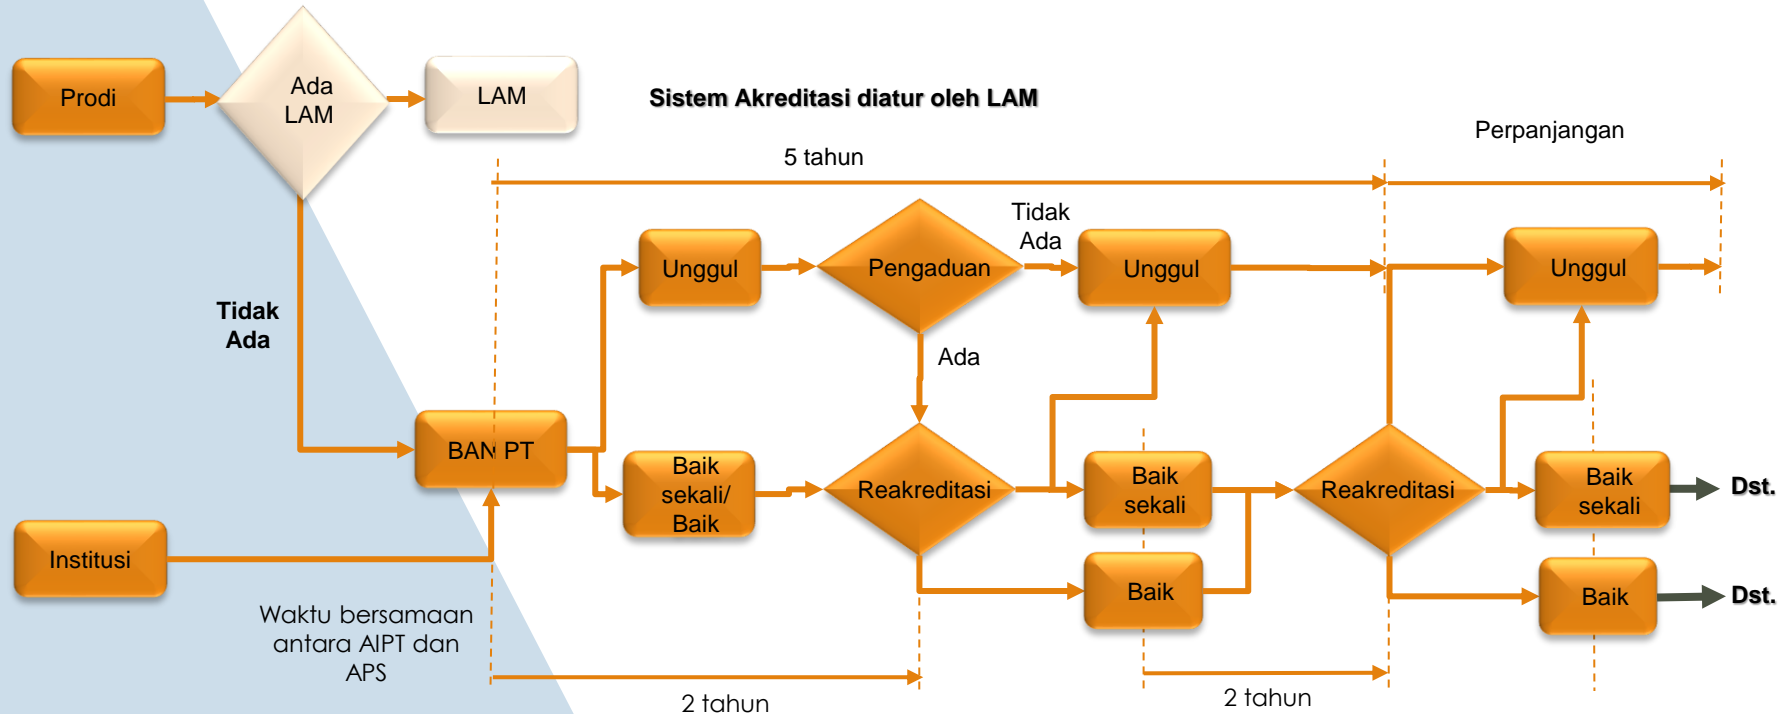 Prodi
Ada
LAM
LAM
Sistem Akreditasi diatur oleh LAM
Perpanjangan
5 tahun
Tidak
Ada
Unggul
Pengaduan
Unggul
Unggul
Tidak
Ada
Ada
BAN PT
Baik
sekali/
Baik
Reakreditasi
Baik
sekali
Reakreditasi
Baik
sekali
Dst.
Institusi
Baik
Baik
Dst.
Waktu bersamaan
antara AIPT dan
APS
2 tahun
2 tahun